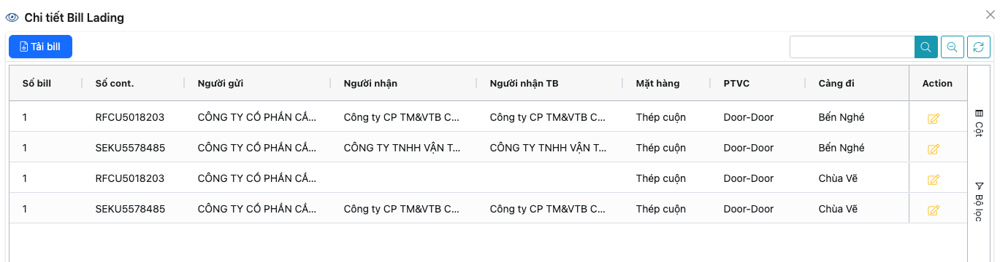 Chi tiết Bill Lading
Tải bill
Số bill Số cont. Người gửi Người nhận Người nhận TB Mặt hàng PTVC Cảng đi Action
1 RFCU5018203 CÔNG TY CỔ PHẦN CẦ... Công ty CP TM&VTB C... Công ty CP TM&VTB C... Thép cuộn Door-Door Bến Nghé
1 SEKU5578485 CÔNG TY CỔ PHẦN CẦ... CÔNG TY TNHH VẬN T... CÔNG TY TNHH VẬN T... Thép cuộn Door-Door Bến Nghé
1 RFCU5018203 CÔNG TY CỔ PHẦN CẦ... Thép cuộn Door-Door Chùa Vẽ
1 SEKU5578485 CÔNG TY CỔ PHẦN CẦ... Công ty CP TM&VTB C... Công ty CP TM&VTB C... Thép cuộn Door-Door Chùa Vẽ
Cột
Bộ lọc